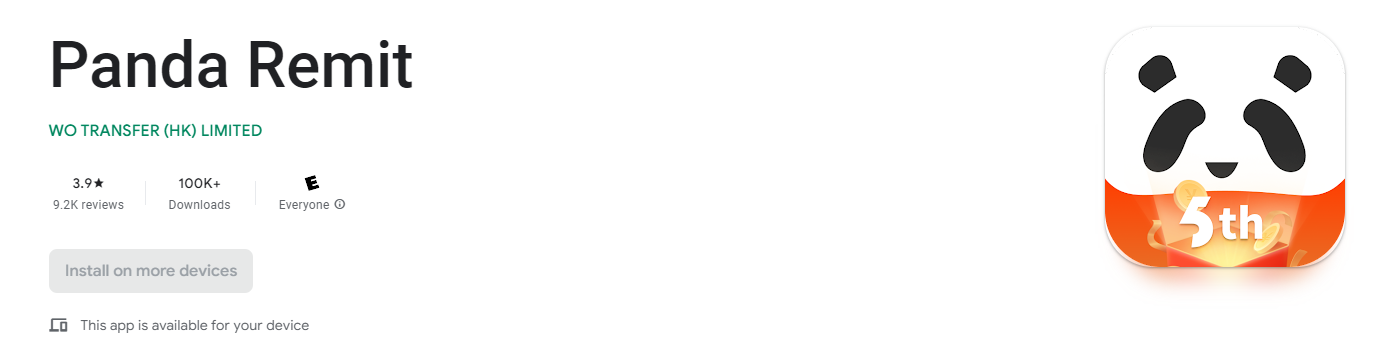 Panda Remit
WO TRANSFER (HK) LIMITED
3.9★
9.2K reviews
100K+
Downloads
E
Everyone
Install on more devices
This app is available for your device
5th